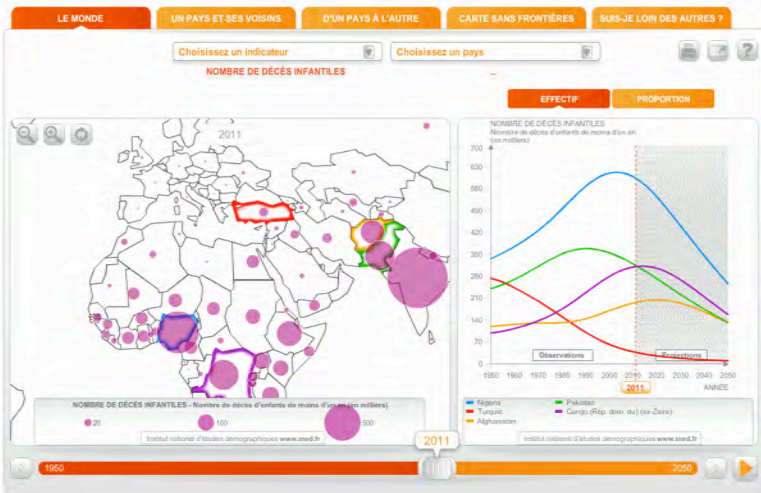 LE MONDE
UN PAYS ET SES VOISINS
D'UN PAYS À L'AUTRE
CARTE SANS FRONTIÈRES
SUIS-JE LOIN DES AUTRES ?
Choisissez un indicateur
Choisissez un pays
?
NOMBRE DE DÉCÈS INFANTILES
...
EFFECTIF
PROPORTION
2011
NOMBRE DE DÉCÈS INFANTILES
Nombre de décès d'enfants de moins d'un an
(en milliers)
700
630
560
490
420
350
280
210
140
70
0
Observations
Projections
1950 1960 1970 1980 1990 2000 2010 2020 2030 2040 2050
2011
ANNÉE
Nigeria
Pakistan
Turquie
Congo (Rép. dém. du) (ex-Zaïre)
Afghanistan
Institut national d'études démographiques www.ined.fr
NOMBRE DE DÉCÈS INFANTILES - Nombre de décès d'enfants de moins d'un an (en milliers)
20
100
500
Institut national d'études démographiques www.ined.fr
2011
1950
2050